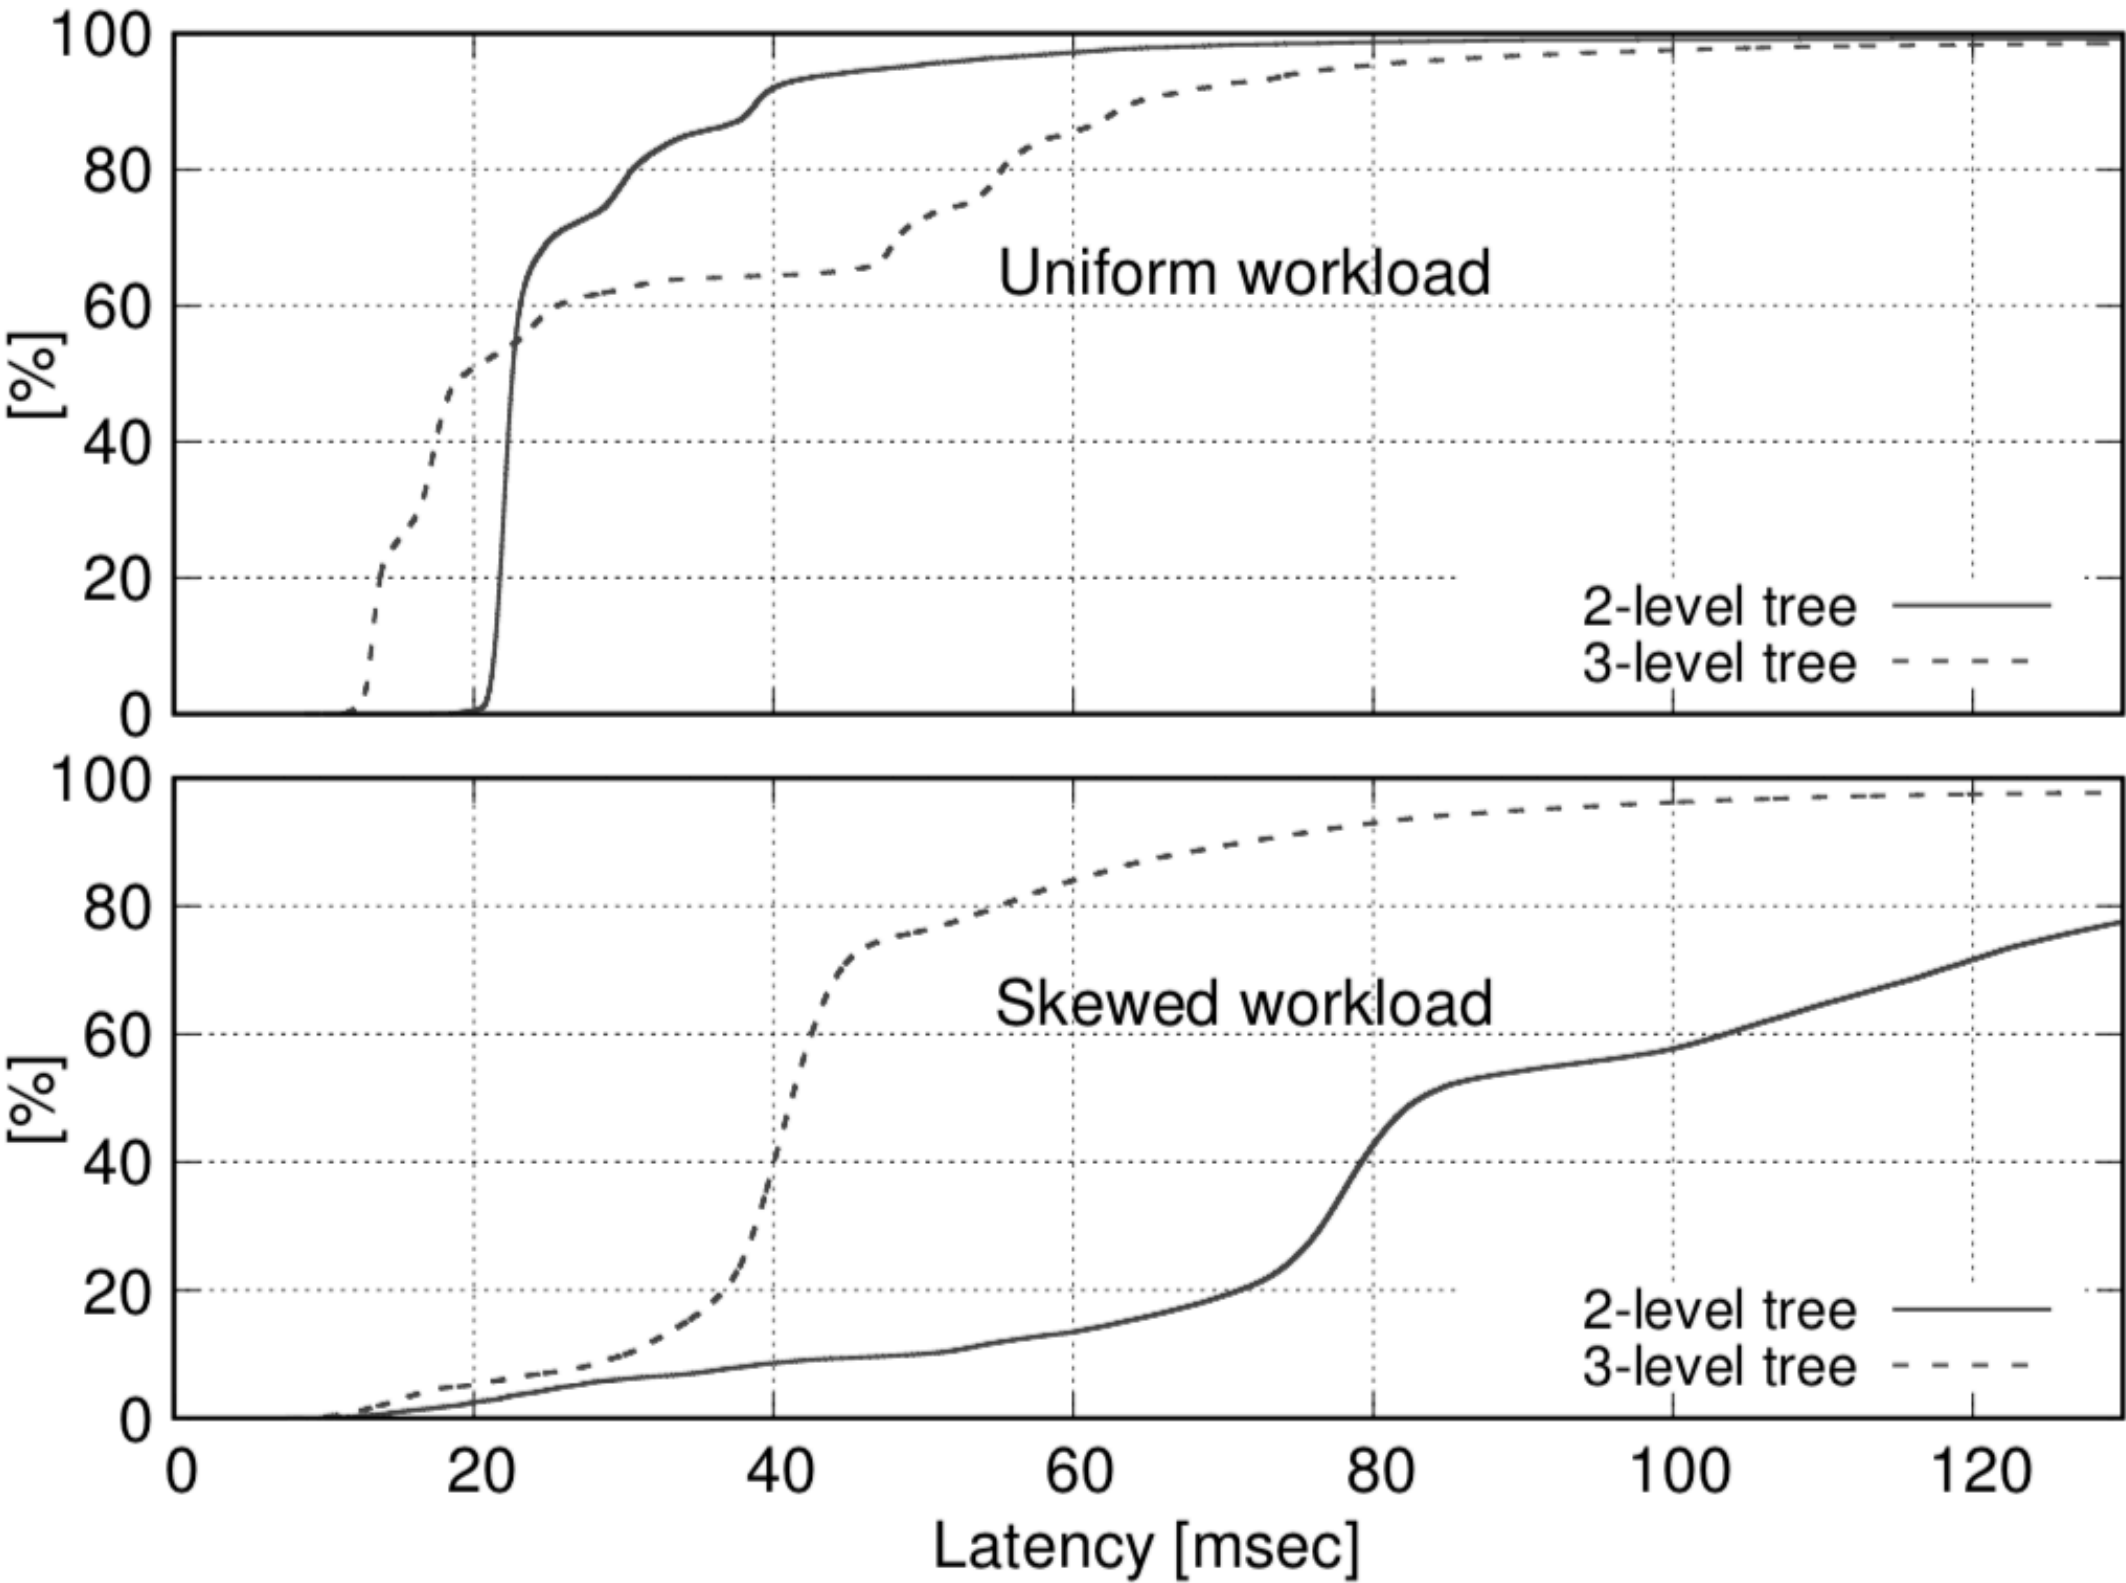 100
80
60
40
20
0
[%]
Uniform workload
2-level tree
3-level tree
100
80
60
40
20
0
[%]
Skewed workload
2-level tree
3-level tree
0 20 40 60 80 100 120
Latency [msec]